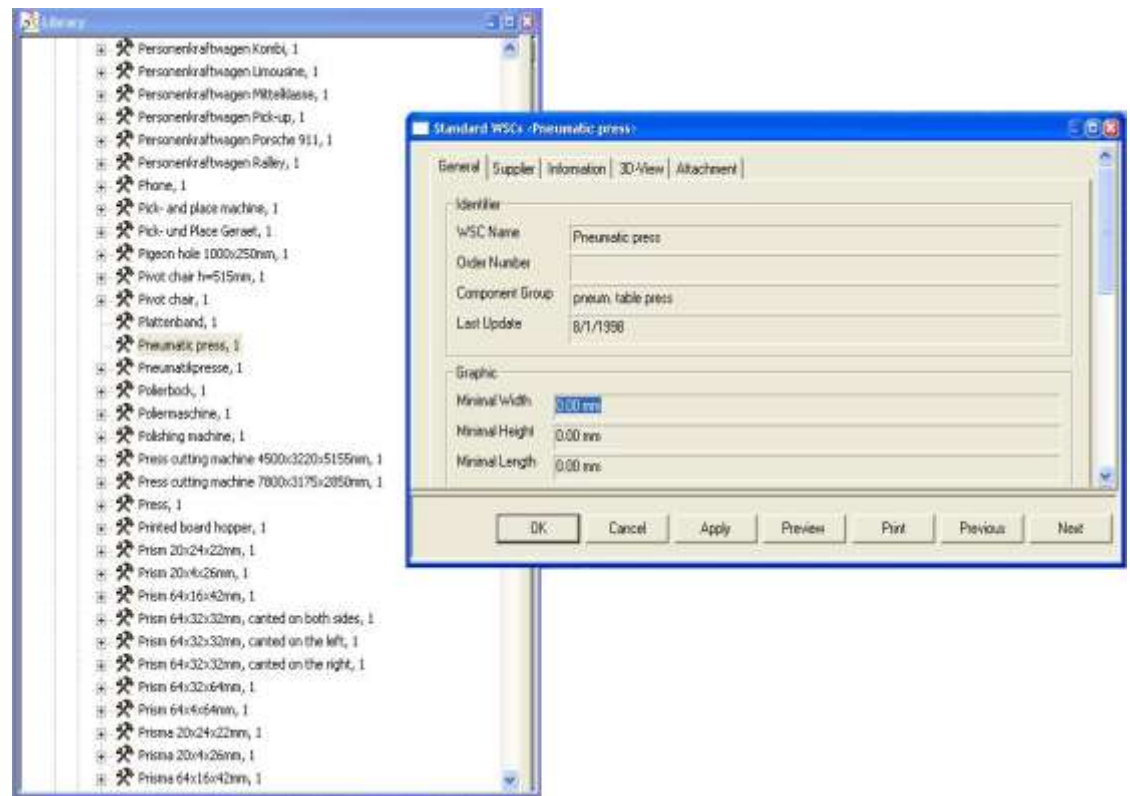 Library
Personenkraftwagen Kombi, 1
Personenkraftwagen Limousine, 1
Personenkraftwagen Mittelklasse, 1
Personenkraftwagen Pick-up, 1
Personenkraftwagen Porsche 911, 1
Personenkraftwagen Ralley, 1
Phone, 1
Pick- and place machine, 1
Pick- und Place Geraet, 1
Pigeon hole 1000x250mm, 1
Pivot chair h=515mm, 1
Pivot chair, 1
Plattenband, 1
Pneumatic press, 1
Pneumatikpresse, 1
Polierbock, 1
Poliermaschine, 1
Polishing machine, 1
Press cutting machine 4500x3220x5155mm, 1
Press cutting machine 7800x3175x2850mm, 1
Press, 1
Printed board hopper, 1
Prism 20x24x22mm, 1
Prism 20x4x26mm, 1
Prism 64x16x42mm, 1
Prism 64x32x32mm, canted on both sides, 1
Prism 64x32x32mm, canted on the left, 1
Prism 64x32x32mm, canted on the right, 1
Prism 64x32x64mm, 1
Prism 64x4x64mm, 1
Prisma 20x24x22mm, 1
Prisma 20x4x26mm, 1
Prisma 64x16x42mm, 1
Standard WSCs <Pneumatic press>
General Supplier Information 3D-View Attachment
Identifier
WSC Name Pneumatic press
Order Number
Component Group pneum. table press
Last Update 8/1/1998
Graphic
Minimal Width 0.00 mm
Minimal Height 0.00 mm
Minimal Length 0.00 mm
OK Cancel Apply Preview Print Previous Next